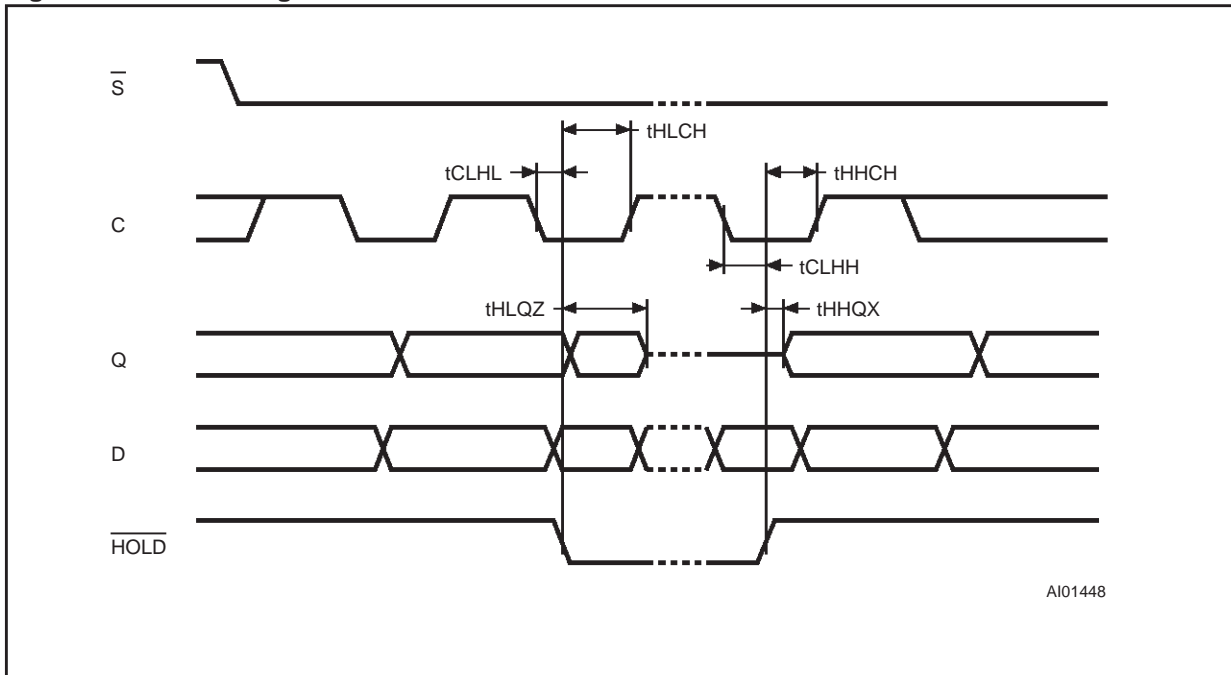 S
tHLCH
tCLHL
tHHCH
C
tCLHH
tHLQZ
tHHQX
Q
D
HOLD
AI01448